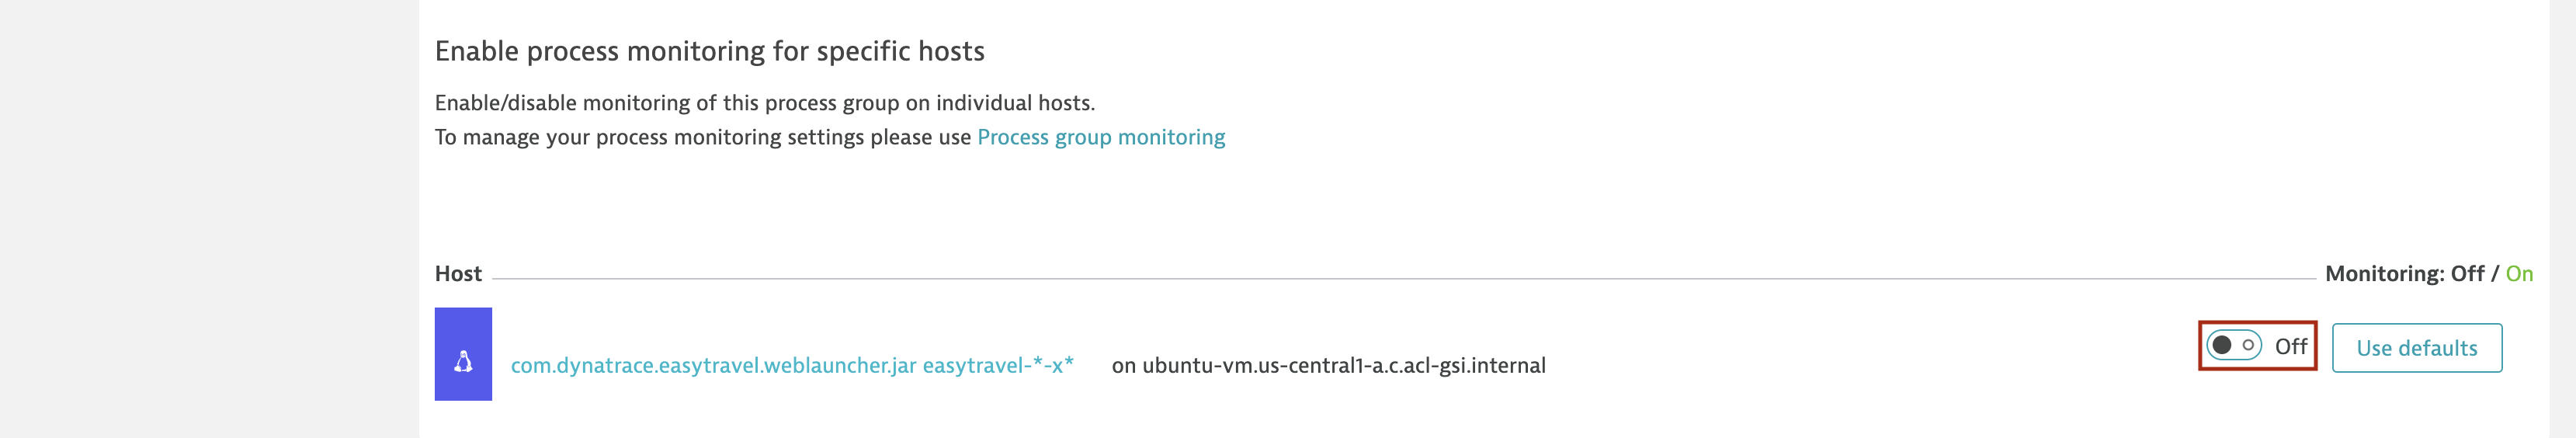 Enable process monitoring for specific hosts
Enable/disable monitoring of this process group on individual hosts.
To manage your process monitoring settings please use Process group monitoring
Host Monitoring: Off / On
com.dynatrace.easytravel.weblauncher.jar easytravel-*-x* on ubuntu-vm.us-central1-a.c.acl-gsi.internal Off Use defaults